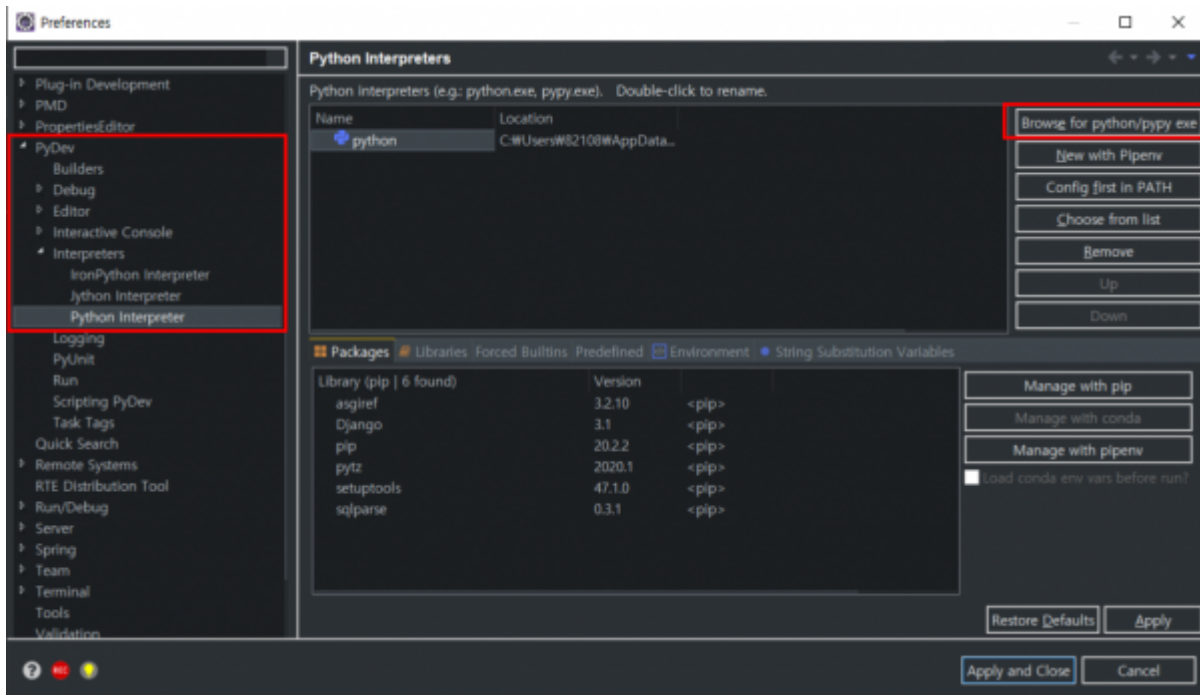 Preferences
Python Interpreters
Plug-in Development
PMD
PropertiesEditor
PyDev
Builders
Debug
Editor
Interactive Console
Interpreters
IronPython Interpreter
Jython Interpreter
Python Interpreter
Logging
PyUnit
Run
Scripting PyDev
Task Tags
Quick Search
Remote Systems
RTE Distribution Tool
Run/Debug
Server
Spring
Team
Terminal
Tools
Validation
Python interpreters (e.g.: python.exe, pypy.exe). Double-click to rename.
Name Location
python C:₩Users₩82108₩AppData...
Browse for python/pypy exe
New with Pipenv
Config first in PATH
Choose from list
Remove
Up
Down
Packages Libraries Forced Builtins Predefined Environment String Substitution Variables
Library (pip | 6 found) Version
asgiref 3.2.10 <pip>
Django 3.1 <pip>
pip 20.2.2 <pip>
pytz 2020.1 <pip>
setuptools 47.1.0 <pip>
sqlparse 0.3.1 <pip>
Manage with pip
Manage with conda
Manage with pipenv
Load conda env vars before run?
Restore Defaults Apply
REC
Apply and Close Cancel